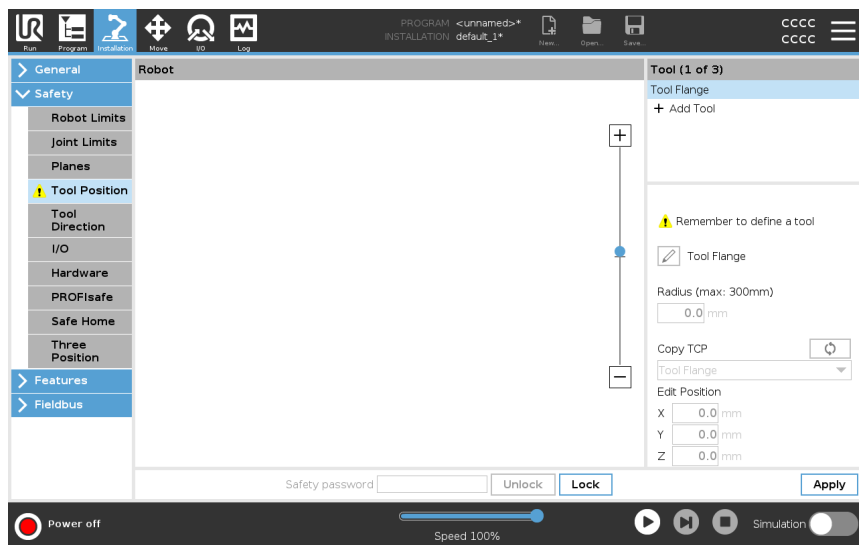 PROGRAM <unnamed>*
INSTALLATION default_1*
CCCC
CCCC
Run Program Installation Move I/O Log New... Open... Save...
General
Safety
Robot Limits
Joint Limits
Planes
Tool Position
Tool
Direction
I/O
Hardware
PROFIsafe
Safe Home
Three
Position
Features
Fieldbus
Robot
+
−
Tool (1 of 3)
Tool Flange
+ Add Tool
Remember to define a tool
Tool Flange
Radius (max: 300mm)
0.0 mm
Copy TCP
Tool Flange
Edit Position
X 0.0 mm
Y 0.0 mm
Z 0.0 mm
Safety password Unlock Lock Apply
Power off
Speed 100%
Simulation